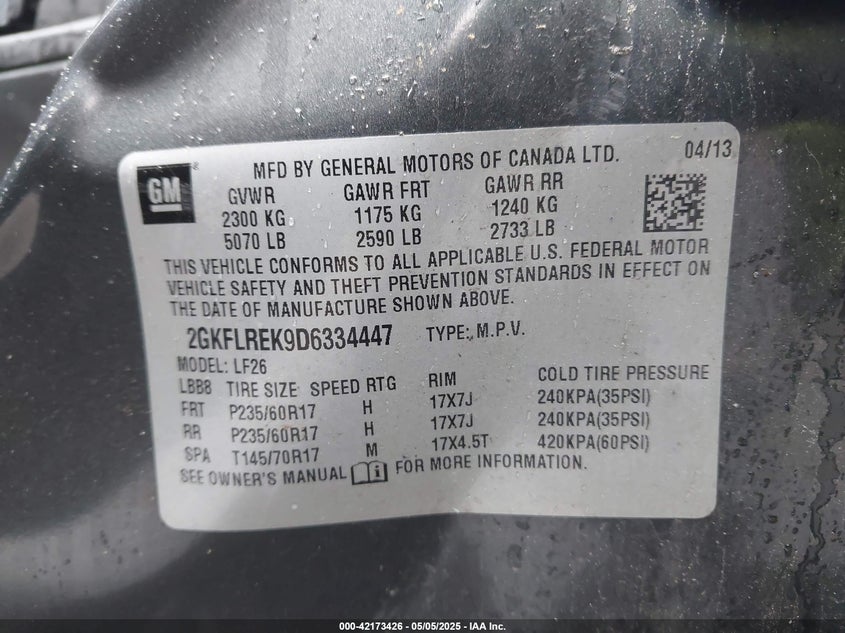 GM ®
MFD BY GENERAL MOTORS OF CANADA LTD. 04/13
GVWR GAWR FRT GAWR RR
2300 KG 1175 KG 1240 KG
5070 LB 2590 LB 2733 LB
THIS VEHICLE CONFORMS TO ALL APPLICABLE U.S. FEDERAL MOTOR
VEHICLE SAFETY AND THEFT PREVENTION STANDARDS IN EFFECT ON
THE DATE OF MANUFACTURE SHOWN ABOVE.
2GKFLREK9D6334447 TYPE: M.P.V.
MODEL: LF26
LBB8 TIRE SIZE SPEED RTG RIM COLD TIRE PRESSURE
FRT P235/60R17 H 17X7J 240KPA(35PSI)
RR P235/60R17 H 17X7J 240KPA(35PSI)
SPA T145/70R17 M 17X4.5T 420KPA(60PSI)
SEE OWNER'S MANUAL FOR MORE INFORMATION.
000-42173426 - 05/05/2025 - IAA Inc.